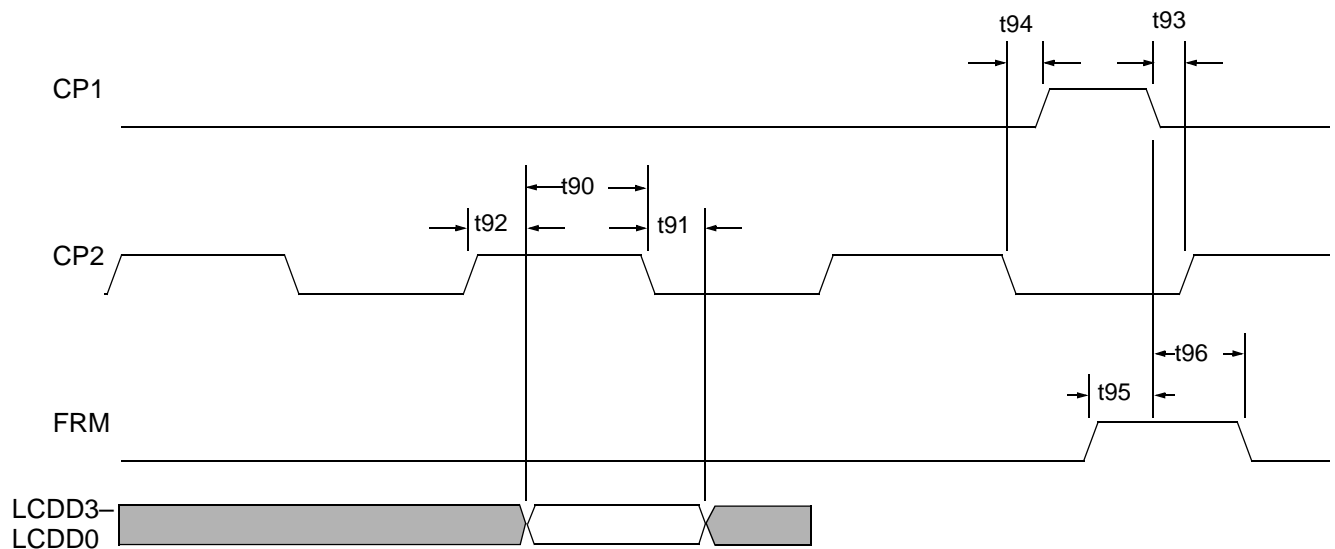 t94
t93
CP1
t90
t92
t91
CP2
t96
t95
FRM
LCDD3–
LCDD0